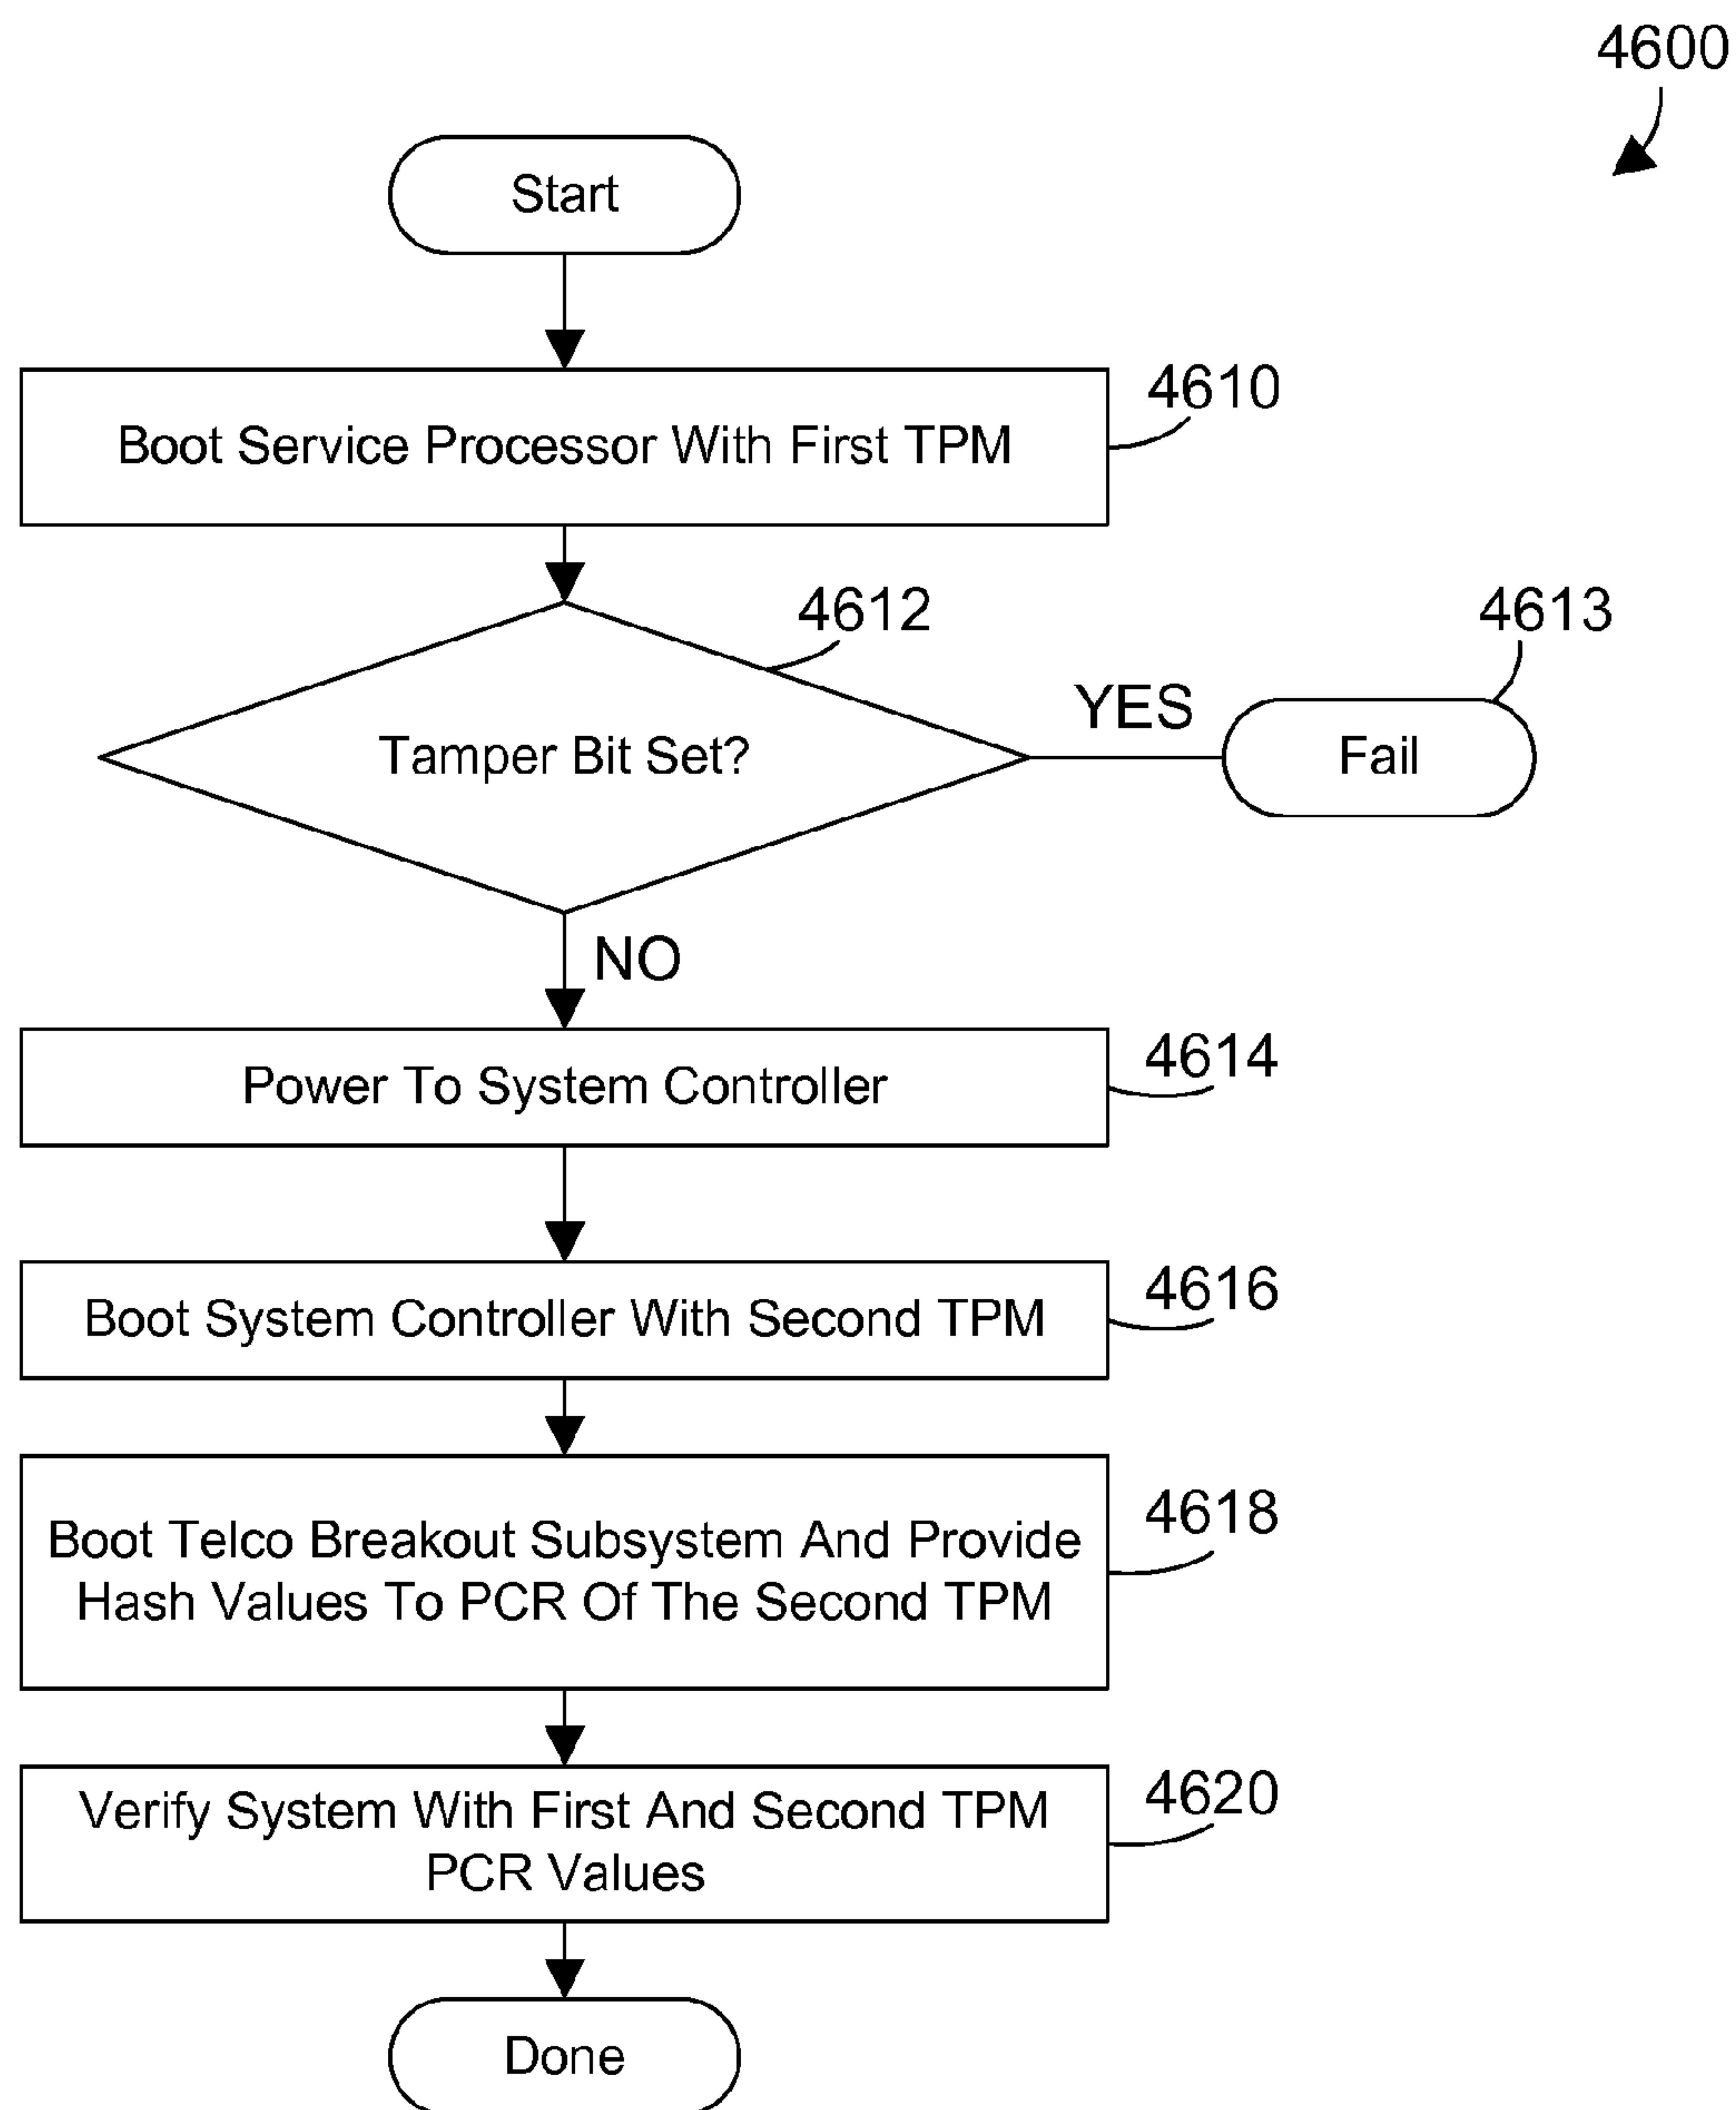 4600
Start
4610
Boot Service Processor With First TPM
4612
4613
YES
Tamper Bit Set?
Fail
NO
4614
Power To System Controller
4616
Boot System Controller With Second TPM
4618
Boot Telco Breakout Subsystem And Provide
Hash Values To PCR Of The Second TPM
4620
Verify System With First And Second TPM
PCR Values
Done